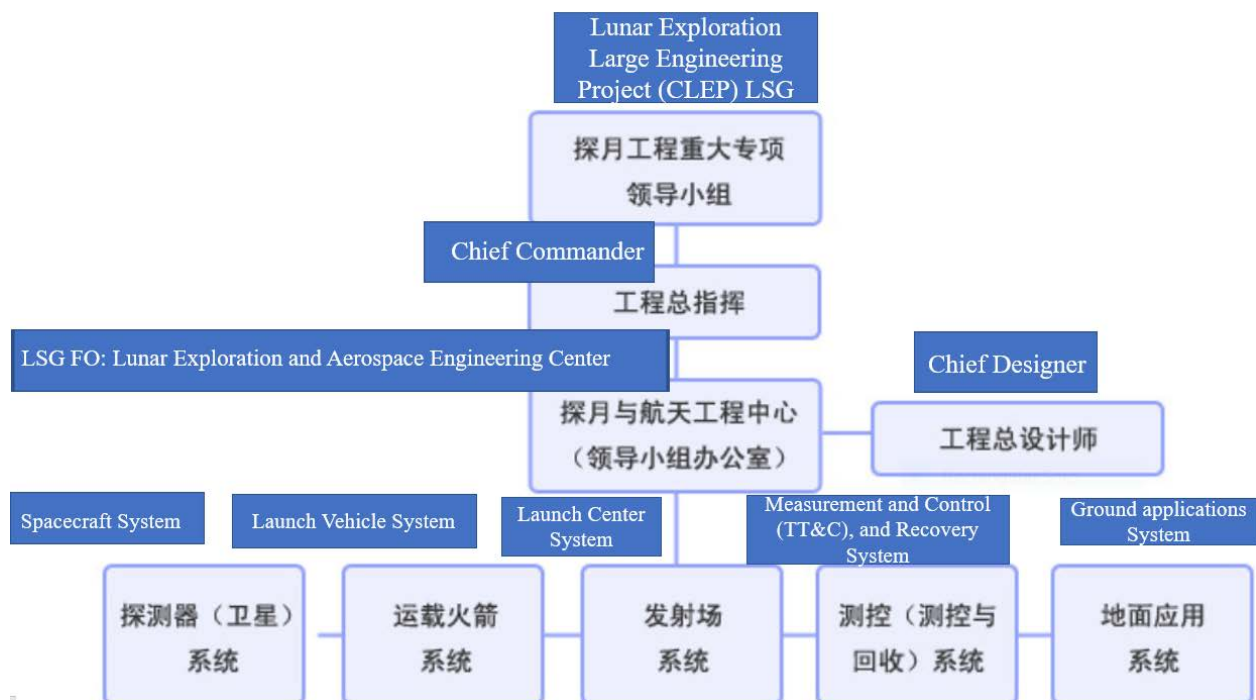 Lunar Exploration
Large Engineering
Project (CLEP) LSG
探月工程重大专项
领导小组
Chief Commander
工程总指挥
LSG FO: Lunar Exploration and Aerospace Engineering Center
Chief Designer
探月与航天工程中心
（领导小组办公室）
工程总设计师
Spacecraft System
Launch Vehicle System
Launch Center
System
Measurement and Control
(TT&C), and Recovery
System
Ground applications
System
探测器（卫星）
系统
运载火箭
系统
发射场
系统
测控（测控与
回收）系统
地面应用
系统